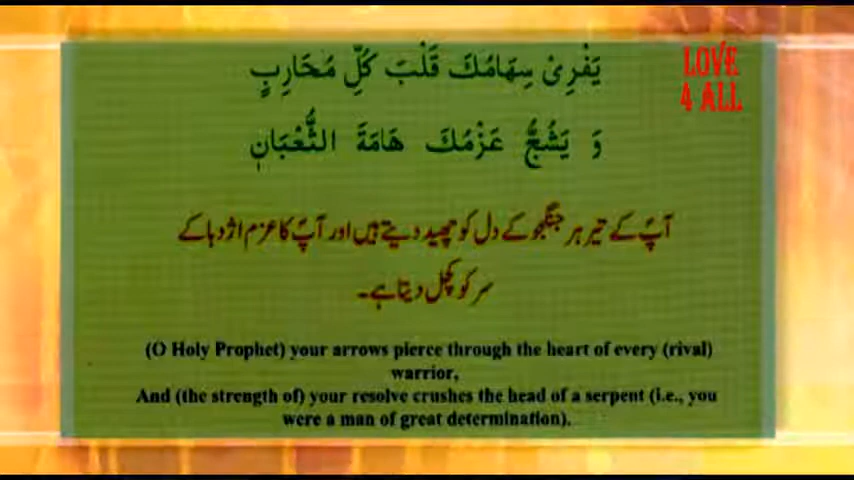 يَفْرِىْ سِهَامُكَ قَلْبَ كُلِّ مُحَارِبٍ
وَ يَشُجُّ عَزْمُكَ هَامَةَ الثُّعْبَانٖ
آپؐ کے تیر ہر جنگجو کے دل کو چھید دیتے ہیں اور آپؐ کا عزم اژدہا کے
سر کو کچل دیتا ہے۔
(O Holy Prophet) your arrows pierce through the heart of every (rival)
warrior,
And (the strength of) your resolve crushes the head of a serpent (i.e., you
were a man of great determination).
LOVE
4 ALL